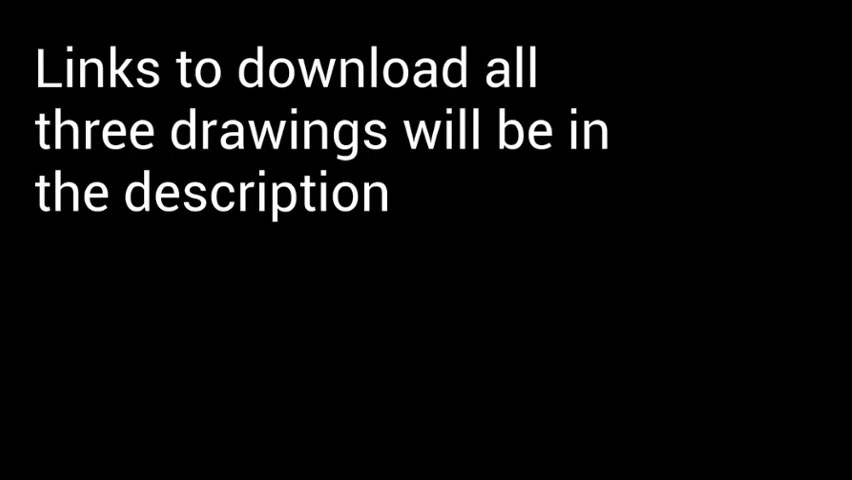 Links to download all
three drawings will be in
the description